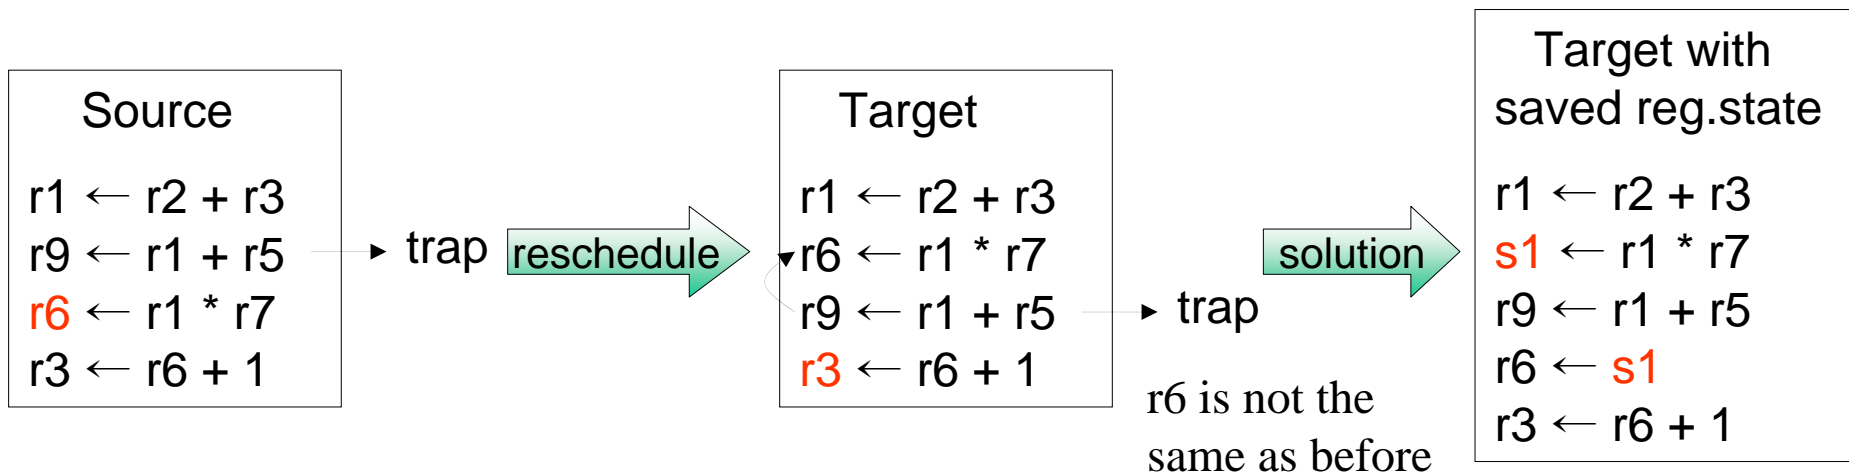 Source
r1 ← r2 + r3
r9 ← r1 + r5
r6 ← r1 * r7
r3 ← r6 + 1
trap
reschedule
Target
r1 ← r2 + r3
r6 ← r1 * r7
r9 ← r1 + r5
r3 ← r6 + 1
trap
r6 is not the
same as before
solution
Target with
saved reg.state
r1 ← r2 + r3
s1 ← r1 * r7
r9 ← r1 + r5
r6 ← s1
r3 ← r6 + 1